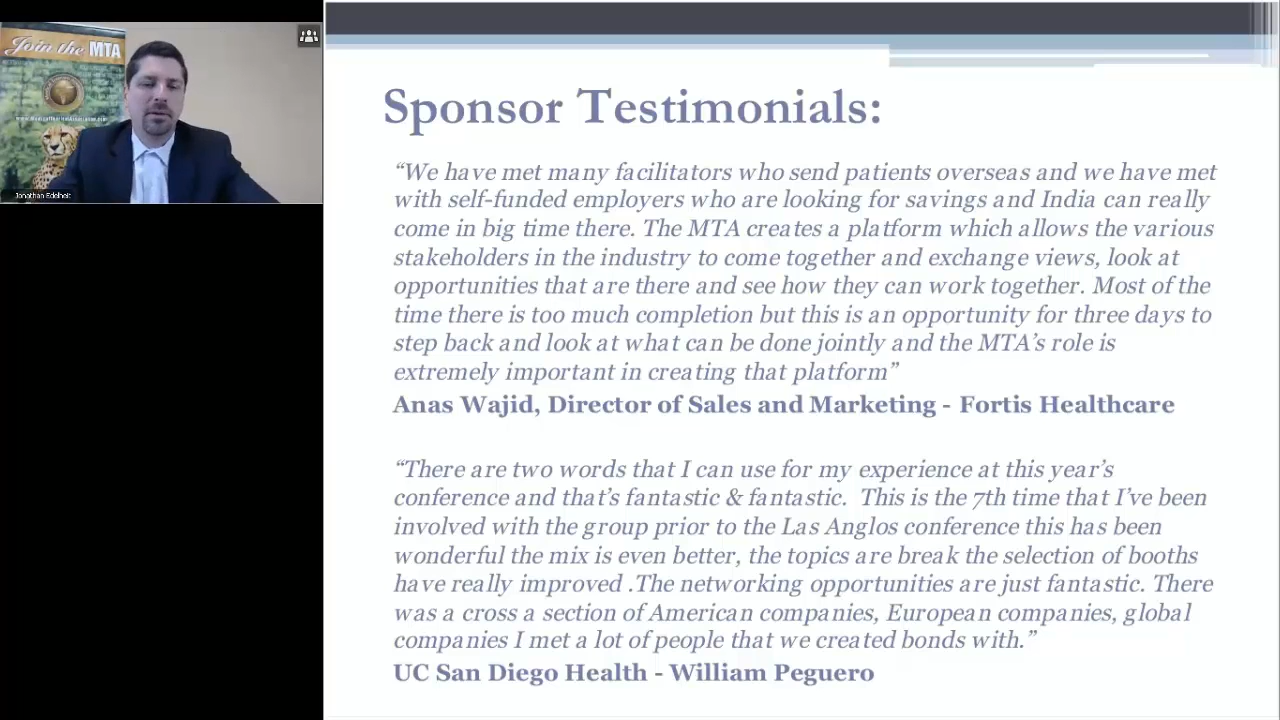 Join the MTA
Jonathan Edelheit
Sponsor Testimonials:
“We have met many facilitators who send patients overseas and we have met
with self-funded employers who are looking for savings and India can really
come in big time there. The MTA creates a platform which allows the various
stakeholders in the industry to come together and exchange views, look at
opportunities that are there and see how they can work together. Most of the
time there is too much completion but this is an opportunity for three days to
step back and look at what can be done jointly and the MTA’s role is
extremely important in creating that platform”
Anas Wajid, Director of Sales and Marketing - Fortis Healthcare
“There are two words that I can use for my experience at this year’s
conference and that’s fantastic & fantastic.  This is the 7th time that I’ve been
involved with the group prior to the Las Anglos conference this has been
wonderful the mix is even better, the topics are break the selection of booths
have really improved .The networking opportunities are just fantastic. There
was a cross a section of American companies, European companies, global
companies I met a lot of people that we created bonds with.”
UC San Diego Health - William Peguero